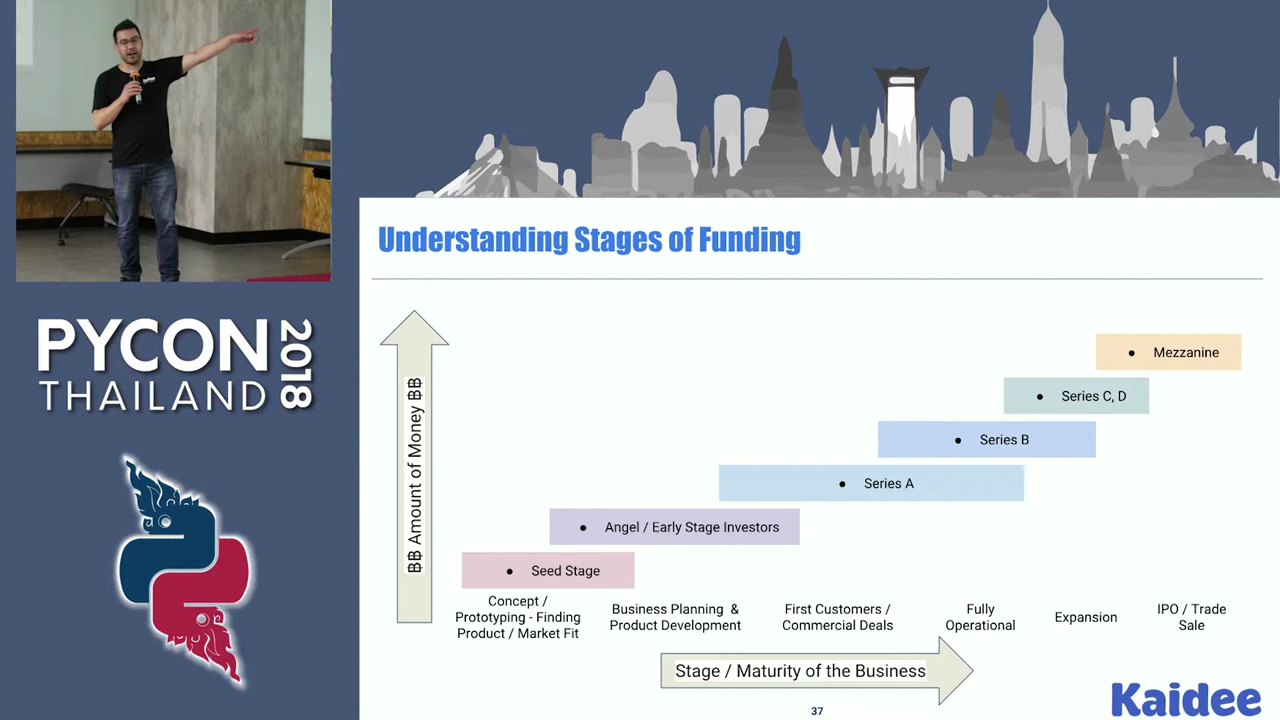 PYCON
THAILAND
2018
Understanding Stages of Funding
฿฿ Amount of Money ฿฿
● Mezzanine
● Series C, D
● Series B
● Series A
● Angel / Early Stage Investors
● Seed Stage
Concept /
Prototyping - Finding
Product / Market Fit
Business Planning &
Product Development
First Customers /
Commercial Deals
Fully
Operational
Expansion
IPO / Trade
Sale
Stage / Maturity of the Business
37
Kaidee